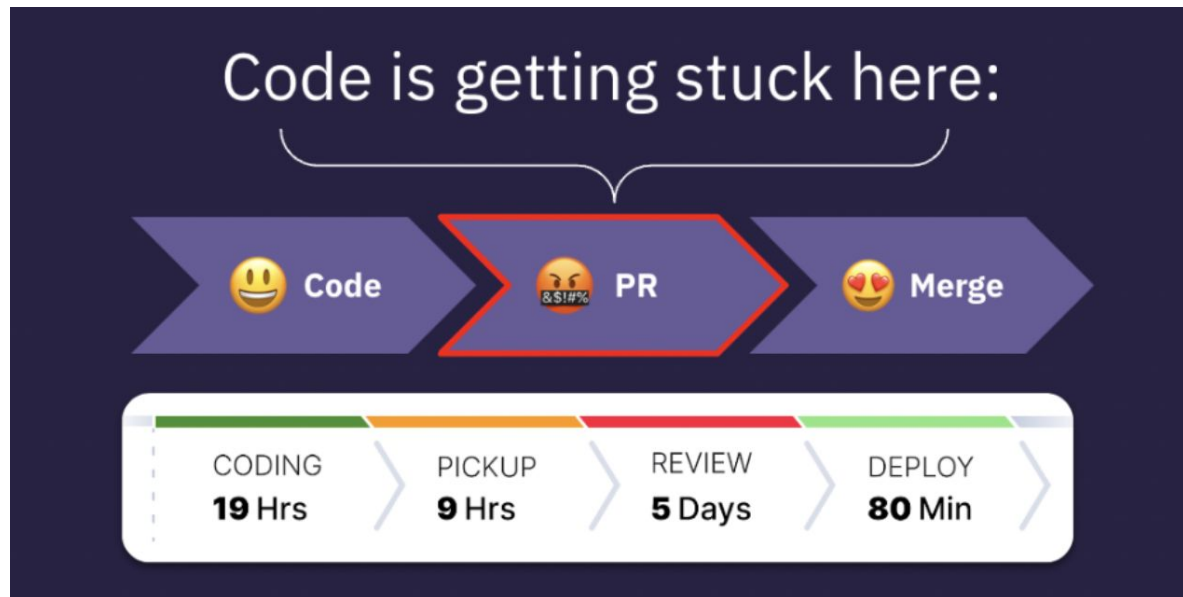 Code is getting stuck here:
Code
&$!#%
PR
Merge
CODING
19 Hrs
PICKUP
9 Hrs
REVIEW
5 Days
DEPLOY
80 Min